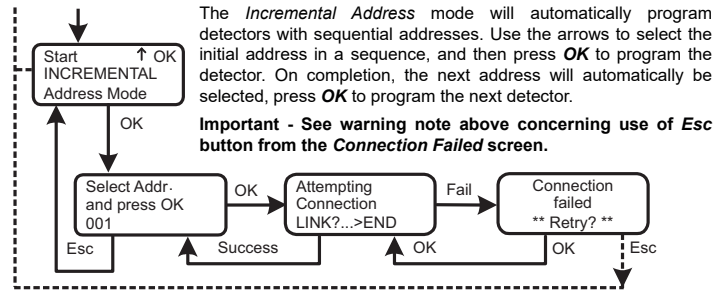 The Incremental Address mode will automatically program
detectors with sequential addresses. Use the arrows to select the
initial address in a sequence, and then press OK to program the
detector. On completion, the next address will automatically be
selected, press OK to program the next detector.
Important - See warning note above concerning use of Esc
button from the Connection Failed screen.
Start ↑ OK
INCREMENTAL
Address Mode
OK
Select Addr.
and press OK
001
OK
Attempting
Connection
LINK?...>END
Fail
Connection
failed
** Retry? **
Esc
Success
OK
OK
Esc